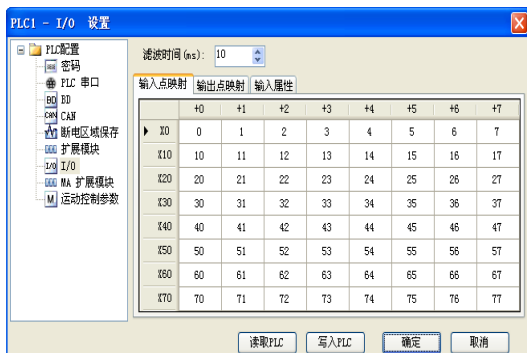 PLC1 - I/O 设置
PLC配置
密码
PLC 串口
BD BD
CAN CAN
断电区域保存
扩展模块
I/O I/O
MA 扩展模块
M 运动控制参数
滤波时间(ms): 10
输入点映射 输出点映射 输入属性
+0 +1 +2 +3 +4 +5 +6 +7
X0 0 1 2 3 4 5 6 7
X10 10 11 12 13 14 15 16 17
X20 20 21 22 23 24 25 26 27
X30 30 31 32 33 34 35 36 37
X40 40 41 42 43 44 45 46 47
X50 50 51 52 53 54 55 56 57
X60 60 61 62 63 64 65 66 67
X70 70 71 72 73 74 75 76 77
读取PLC 写入PLC 确定 取消